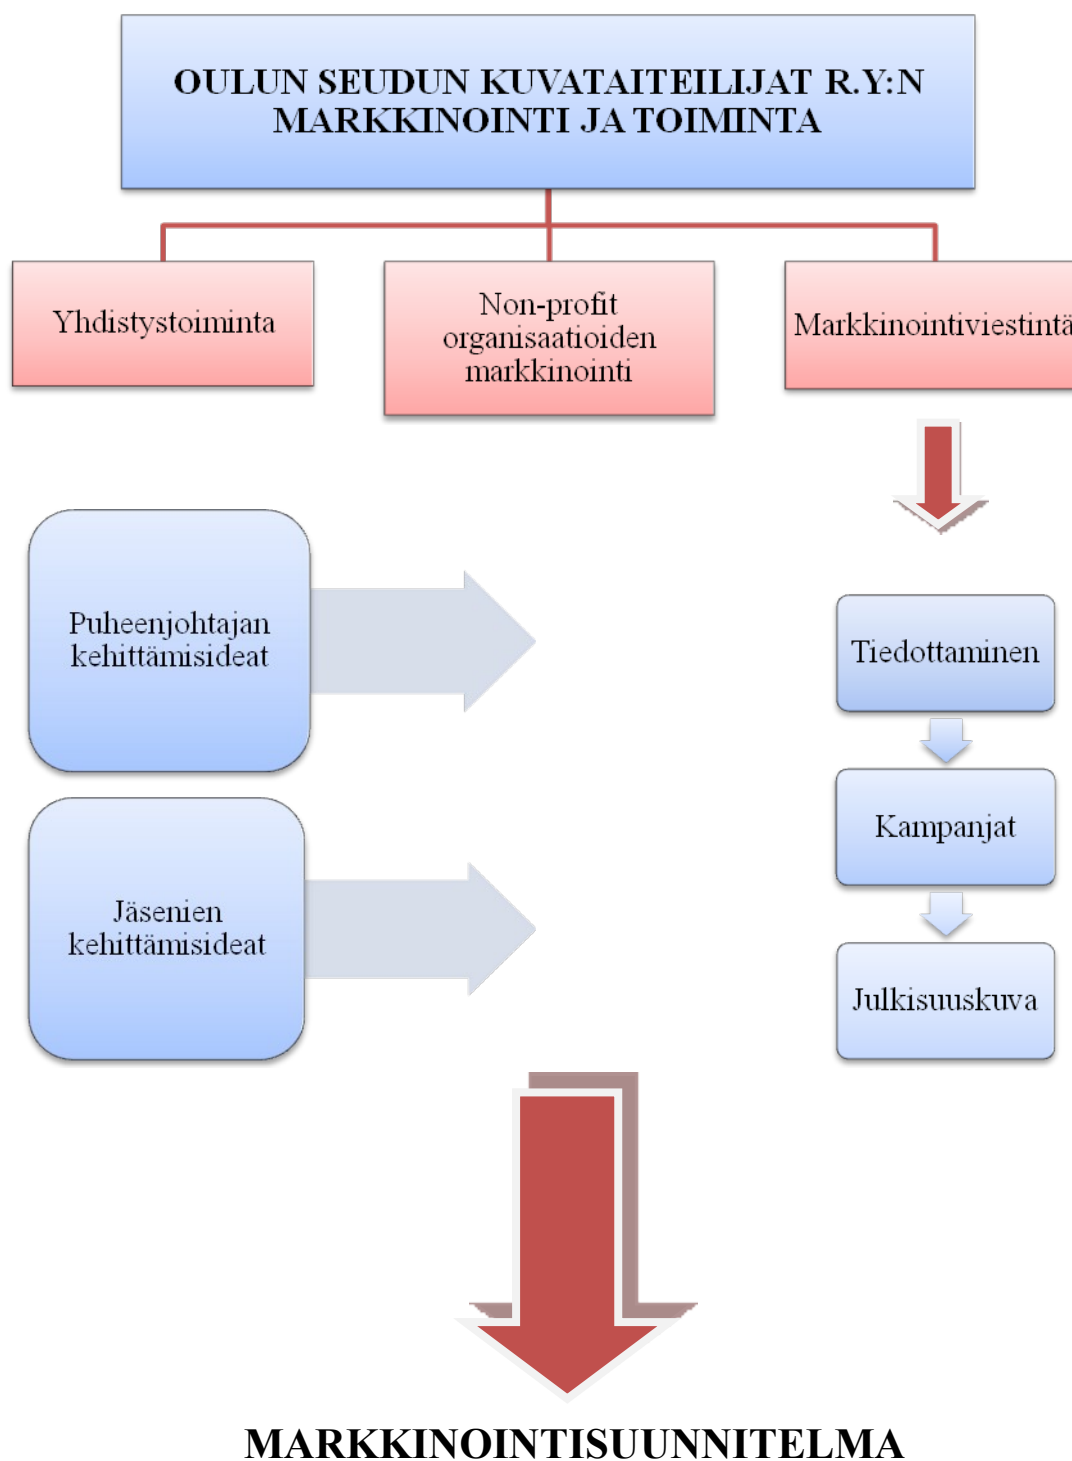 OULUN SEUDUN KUVATAITEILIJAT R.Y:N
MARKKINOINTI JA TOIMINTA
Yhdistystoiminta
Non-profit
organisaatioiden
markkinointi
Markkinointiviestintä
Puheenjohtajan
kehittämisideat
Tiedottaminen
Kampanjat
Jäsenien
kehittämisideat
Julkisuuskuva
MARKKINOINTISUUNNITELMA